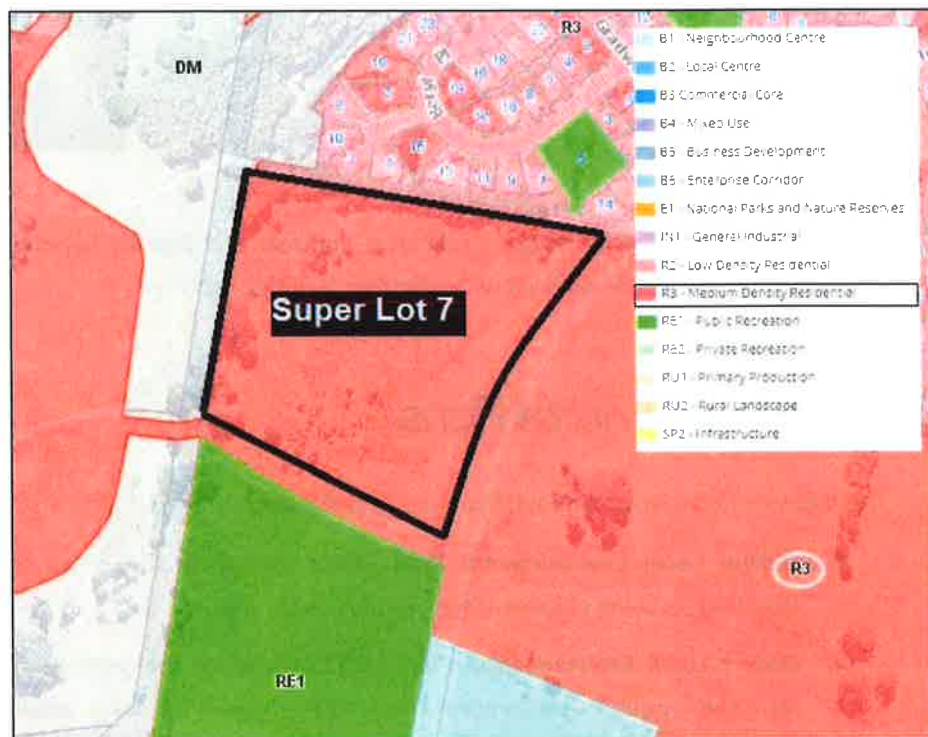 DM
R3
B1 - Neighbourhood Centre
B2 - Local Centre
B3 Commercial Core
B4 - Mixed Use
B5 - Business Development
B6 - Enterprise Corridor
E1 - National Parks and Nature Reserves
IN1 - General Industrial
R2 - Low Density Residential
R3 - Medium Density Residential
RE1 - Public Recreation
RE2 - Private Recreation
RU1 - Primary Production
RU2 - Rural Landscape
SP2 - Infrastructure
Super Lot 7
R3
RE1